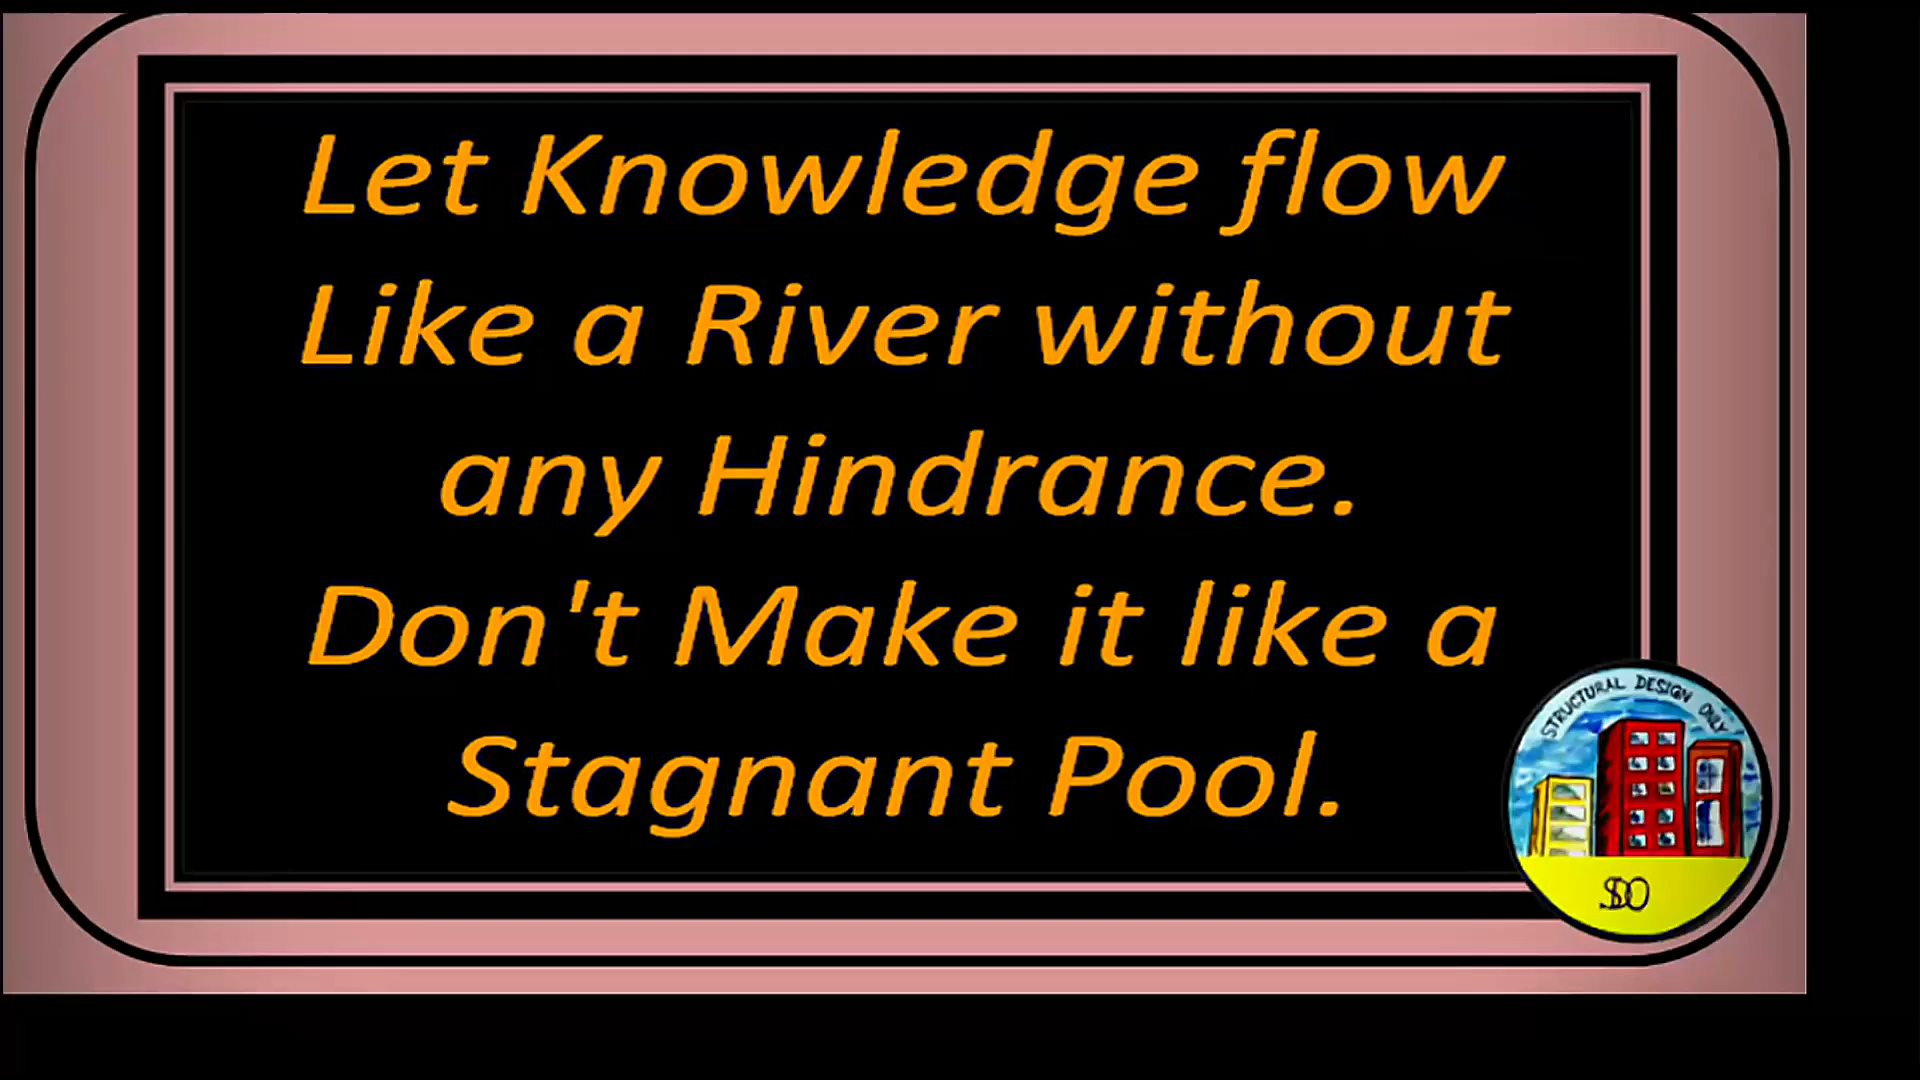 Let Knowledge flow
Like a River without
any Hindrance.
Don't Make it like a
Stagnant Pool.
STRUCTURAL DESIGN ONLY
SDO